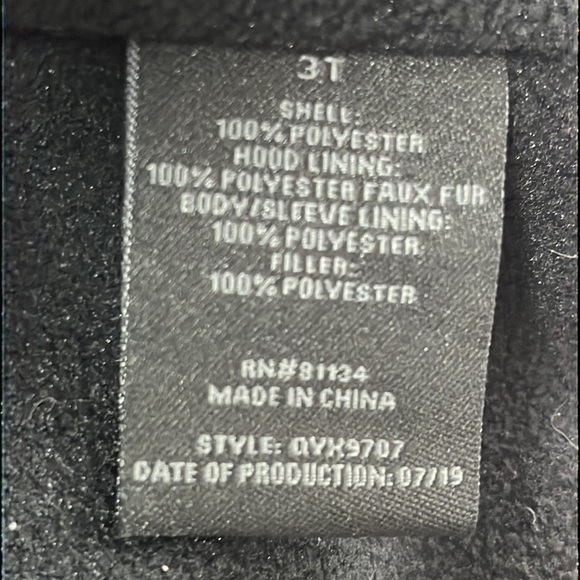 3T
SHELL:
100% POLYESTER
HOOD LINING:
100% POLYESTER FAUX FUR
BODY/SLEEVE LINING:
100% POLYESTER
FILLER:
100% POLYESTER
RN#91134
MADE IN CHINA
STYLE: QYX9707
DATE OF PRODUCTION: 07/19